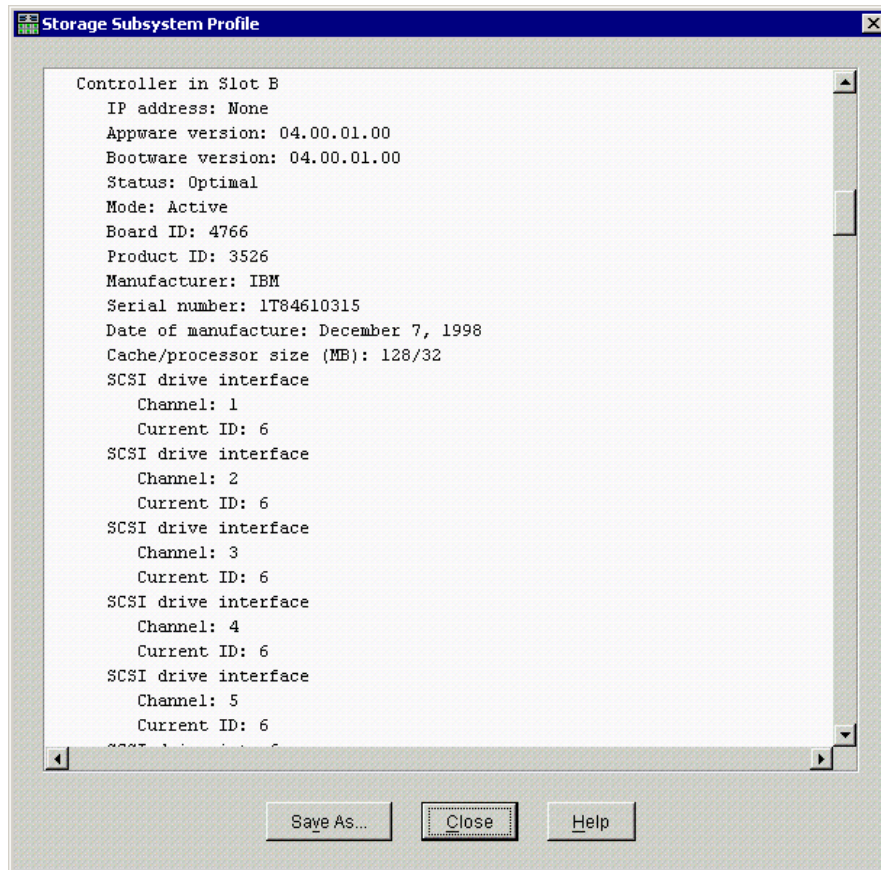 Storage Subsystem Profile
Controller in Slot B
IP address: None
Appware version: 04.00.01.00
Bootware version: 04.00.01.00
Status: Optimal
Mode: Active
Board ID: 4766
Product ID: 3526
Manufacturer: IBM
Serial number: 1T84610315
Date of manufacture: December 7, 1998
Cache/processor size (MB): 128/32
SCSI drive interface
Channel: 1
Current ID: 6
SCSI drive interface
Channel: 2
Current ID: 6
SCSI drive interface
Channel: 3
Current ID: 6
SCSI drive interface
Channel: 4
Current ID: 6
SCSI drive interface
Channel: 5
Current ID: 6
Save As... Close Help